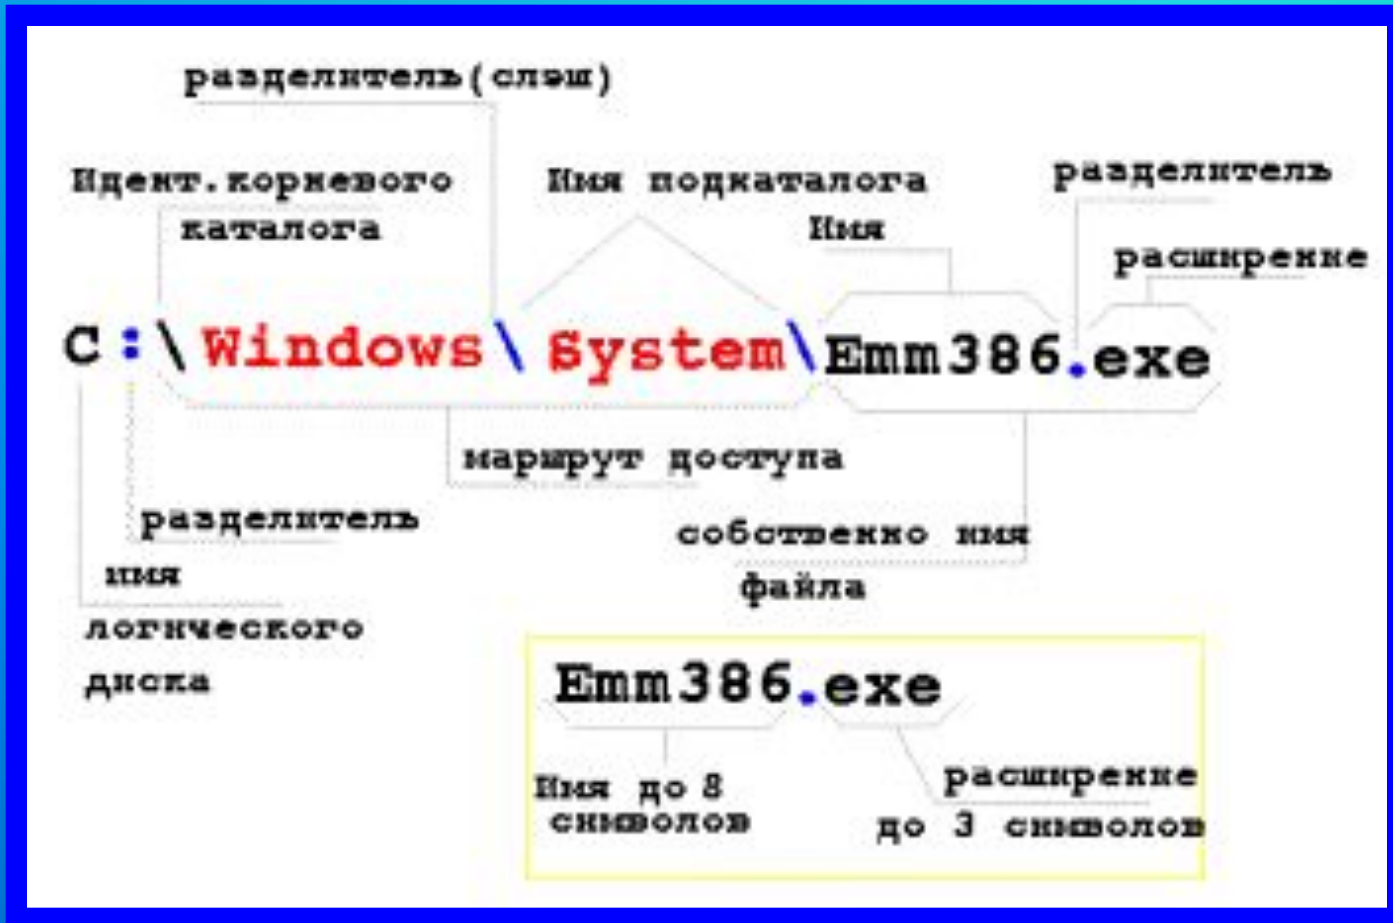 разделитель(слэш)
Идент.корневого
каталога
Имя подкаталога
Имя
разделитель
расширение
C:\Windows\System\Emm386.exe
маршрут доступа
разделитель
собственно имя
файла
имя
логического
диска
Emm386.exe
Имя до 8
символов
расширение
до 3 символов